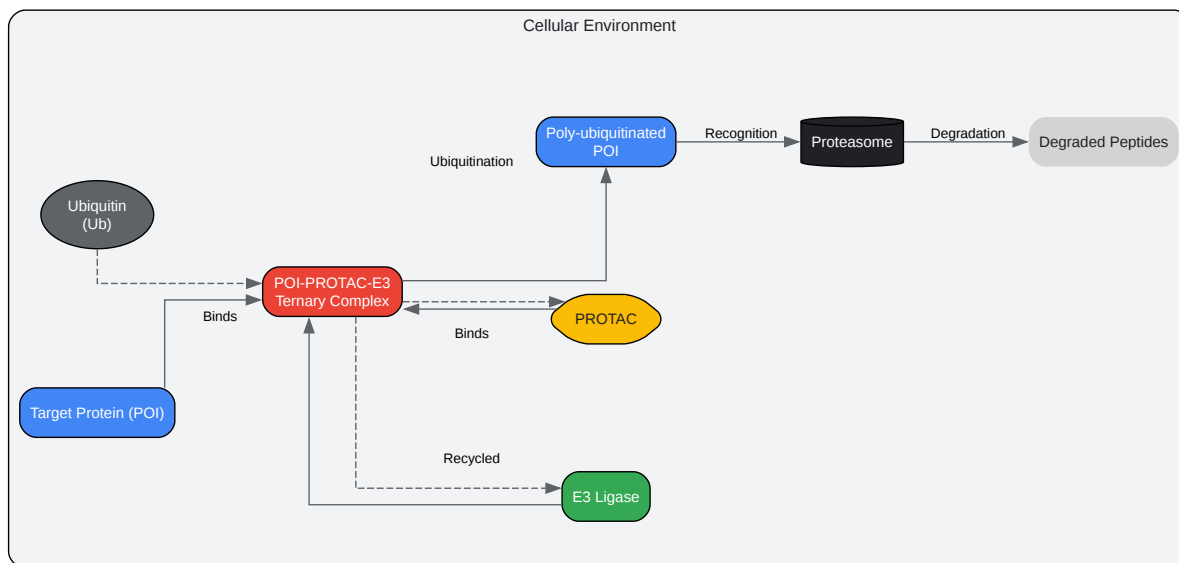 Cellular Environment
Poly-ubiquitinated
POI
Recognition
Proteasome
Degradation
Degraded Peptides
Ubiquitination
Ubiquitin
(Ub)
POI-PROTAC-E3
Ternary Complex
Binds
PROTAC
Binds
Target Protein (POI)
Recycled
E3 Ligase